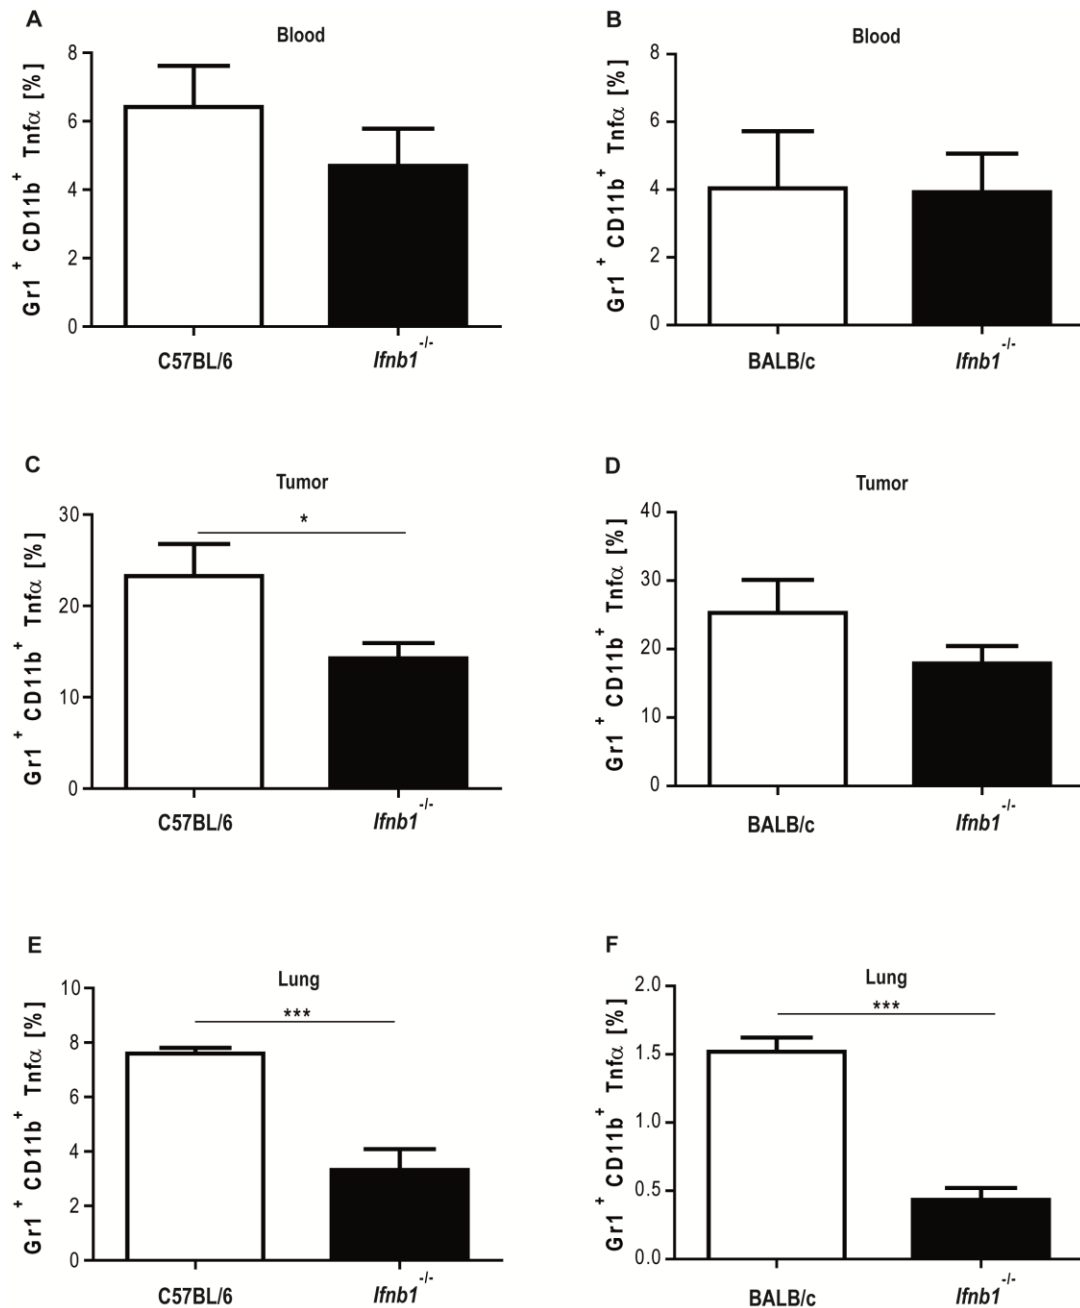 A
Blood
Gr1⁺ CD11b⁺ Tnfα [%]
8
6
4
2
0
C57BL/6
Ifnb1⁻/⁻
B
Blood
Gr1⁺ CD11b⁺ Tnfα [%]
8
6
4
2
0
BALB/c
Ifnb1⁻/⁻
C
Tumor
Gr1⁺ CD11b⁺ Tnfα [%]
30
*
20
10
0
C57BL/6
Ifnb1⁻/⁻
D
Tumor
Gr1⁺ CD11b⁺ Tnfα [%]
40
30
20
10
0
BALB/c
Ifnb1⁻/⁻
E
Lung
Gr1⁺ CD11b⁺ Tnfα [%]
10
***
8
6
4
2
0
C57BL/6
Ifnb1⁻/⁻
F
Lung
Gr1⁺ CD11b⁺ Tnfα [%]
2.0
***
1.5
1.0
0.5
0.0
BALB/c
Ifnb1⁻/⁻